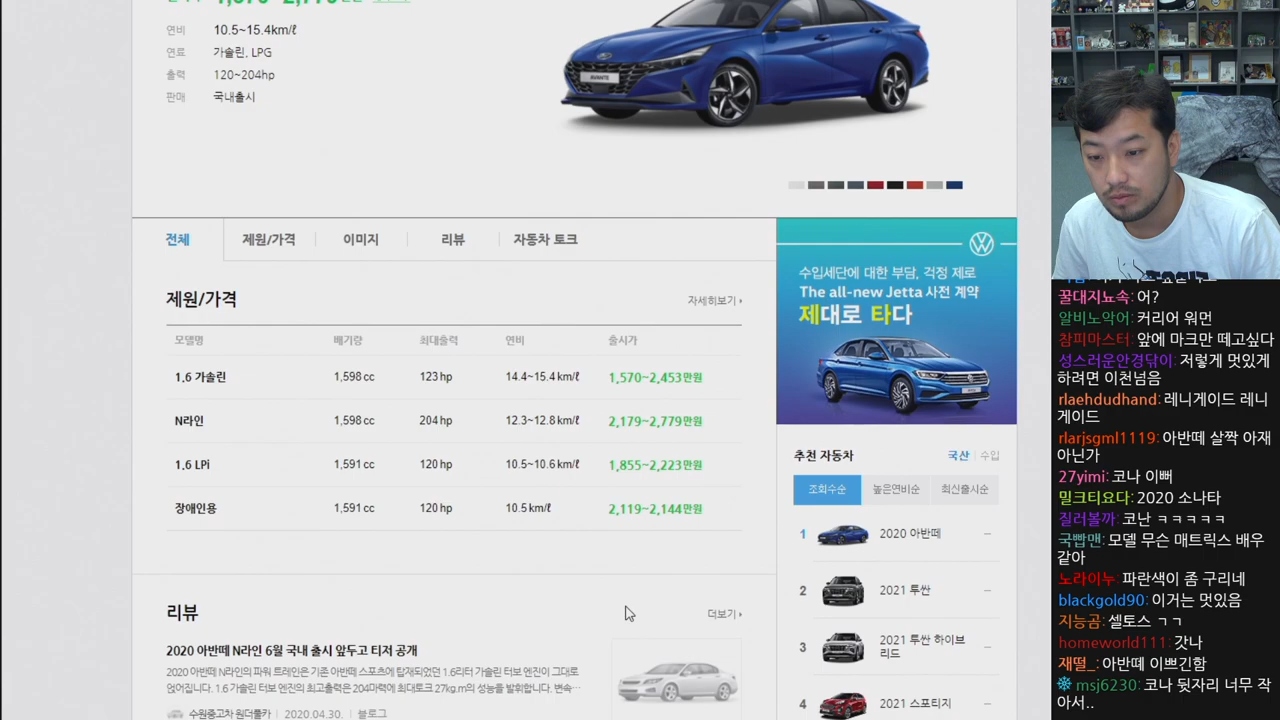 연비 10.5~15.4km/ℓ
연료 가솔린, LPG
출력 120~204hp
판매 국내출시
AVANTE
전체 제원/가격 이미지 리뷰 자동차 토크
제원/가격 자세히보기
모델명 배기량 최대출력 연비 출시가
1.6 가솔린 1,598 cc 123 hp 14.4~15.4 km/ℓ 1,570~2,453만원
N라인 1,598 cc 204 hp 12.3~12.8 km/ℓ 2,179~2,779만원
1.6 LPi 1,591 cc 120 hp 10.5~10.6 km/ℓ 1,855~2,223만원
장애인용 1,591 cc 120 hp 10.5 km/ℓ 2,119~2,144만원
리뷰 더보기
2020 아반떼 N라인 6월 국내 출시 앞두고 티저 공개
2020 아반떼 N라인의 파워 트레인은 기존 아반떼 스포츠에 탑재되었던 1.6리터 가솔린 터보 엔진이 그대로
얹어집니다. 1.6 가솔린 터보 엔진의 최고출력은 204마력에 최대토크 27kg.m의 성능을 발휘합니다. 변속…
수원중고차 원더풀카 2020.04.30. 블로그
수입세단에 대한 부담, 걱정 제로
The all-new Jetta 사전 계약
제대로 타다
추천 자동차 국산 수입
조회수순 높은연비순 최신출시순
1 2020 아반떼
2 2021 투싼
3 2021 투싼 하이브
리드
4 2021 스포티지
꿀대지뇨속: 어?
알비노악어: 커리어 워먼
참피마스터: 앞에 마크만 떼고싶다
성스러운안경닦이: 저렇게 멋있게
하려면 이천넘음
rlaehdudhand: 레니게이드 레니
게이드
rlarjsgml1119: 아반떼 살짝 아재
아닌가
27yimi: 코나 이뻐
밀크티요다: 2020 소나타
질러볼까: 코난 ㅋㅋㅋㅋㅋ
국빱맨: 모델 무슨 매트릭스 배우
같아
노라이누: 파란색이 좀 구리네
blackgold90: 이거는 멋있음
지능곰: 셀토스 ㄱㄱ
homeworld111: 갓나
재떨_: 아반떼 이쁘긴함
msj6230: 코나 뒷자리 너무 작
아서..